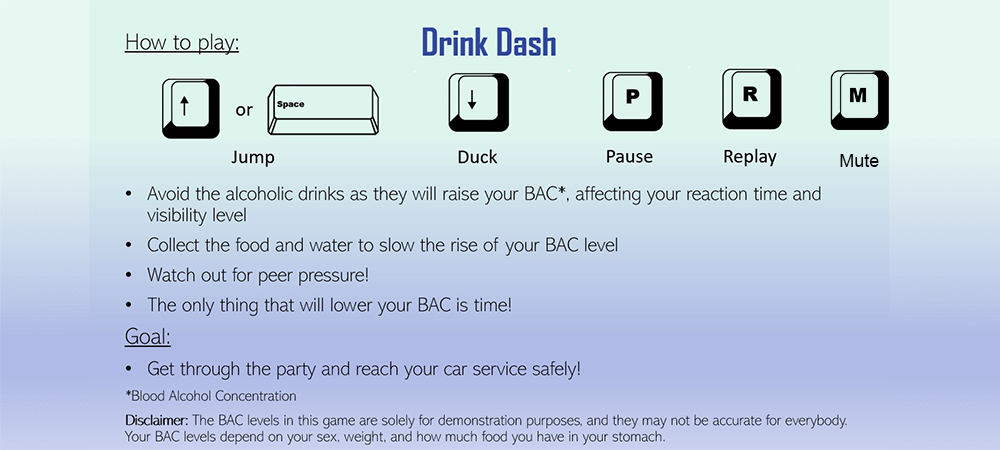 How to play:
Drink Dash
↑ or Space
↓
P
R
M
Jump
Duck
Pause
Replay
Mute
• Avoid the alcoholic drinks as they will raise your BAC*, affecting your reaction time and
visibility level
• Collect the food and water to slow the rise of your BAC level
• Watch out for peer pressure!
• The only thing that will lower your BAC is time!
Goal:
• Get through the party and reach your car service safely!
*Blood Alcohol Concentration
Disclaimer: The BAC levels in this game are solely for demonstration purposes, and they may not be accurate for everybody.
Your BAC levels depend on your sex, weight, and how much food you have in your stomach.